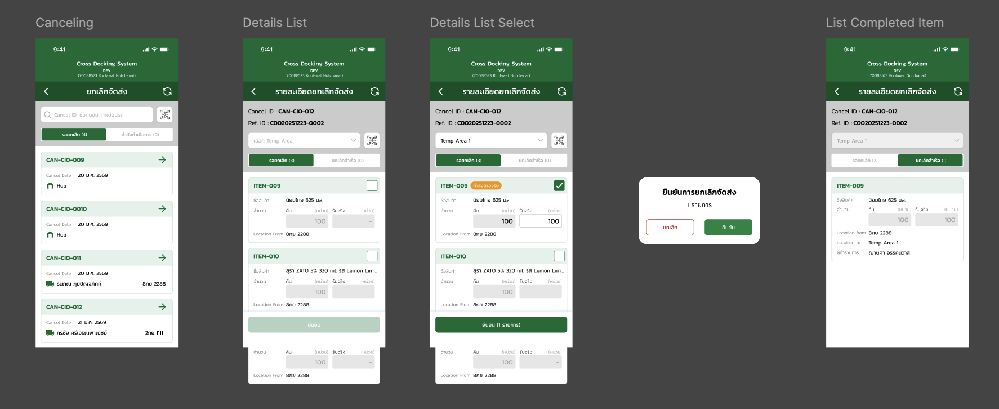 Canceling
9:41
Cross Docking System
DEV
(70088523 Konlawat Nutchanat)
ยกเลิกจัดส่ง
Cancel ID, ชื่อคนขับ, ทะเบียนรถ
รอยกเลิก (4)
กำลังดำเนินการ (0)
CAN-CIO-009
Cancel Date 20 ม.ค. 2569
Hub
CAN-CIO-0010
Cancel Date 20 ม.ค. 2569
Hub
CAN-CIO-011
Cancel Date 20 ม.ค. 2569
ธนภณ ภูมิปัญจภัคค์ 8กย 2288
CAN-CIO-012
Cancel Date 21 ม.ค. 2569
กรชัย ศรีเจริญพาณิชย์ 2กย 1111
Details List
9:41
Cross Docking System
DEV
(70088523 Konlawat Nutchanat)
รายละเอียดยกเลิกจัดส่ง
Cancel ID : CAN-CIO-012
Ref. ID : COO20251223-0002
เลือก Temp Area
รอยกเลิก (3)
ยกเลิกสำเร็จ (0)
ITEM-009
ชื่อสินค้า นิยมไทย 625 มล.
จำนวน คืน (หน่วย) รับจริง (หน่วย)
100 -
Location From 8กย 2288
ITEM-010
ชื่อสินค้า สุรา ZATO 5% 320 ml. รส Lemon Lim...
จำนวน คืน (หน่วย) รับจริง (หน่วย)
100 -
Location From 8กย 2288
ยืนยัน
จำนวน คืน (หน่วย) รับจริง (หน่วย)
100 -
Location From 8กย 2288
Details List Select
9:41
Cross Docking System
DEV
(70088523 Konlawat Nutchanat)
รายละเอียดยกเลิกจัดส่ง
Cancel ID : CAN-CIO-012
Ref. ID : COO20251223-0002
Temp Area 1
รอยกเลิก (3)
ยกเลิกสำเร็จ (0)
ITEM-009 กำลังตรวจรับ
ชื่อสินค้า นิยมไทย 625 มล.
จำนวน คืน (หน่วย) รับจริง (หน่วย)
100 100
Location From 8กย 2288
ITEM-010
ชื่อสินค้า สุรา ZATO 5% 320 ml. รส Lemon Lim...
จำนวน คืน (หน่วย) รับจริง (หน่วย)
100 -
Location From 8กย 2288
ยืนยัน (1 รายการ)
จำนวน คืน (หน่วย) รับจริง (หน่วย)
100 -
Location From 8กย 2288
ยืนยันการยกเลิกจัดส่ง
1 รายการ
ยกเลิก
ยืนยัน
List Completed Item
9:41
Cross Docking System
DEV
(70088523 Konlawat Nutchanat)
รายละเอียดยกเลิกจัดส่ง
Cancel ID : CAN-CIO-012
Ref. ID : COO20251223-0002
Temp Area 1
รอยกเลิก (2)
ยกเลิกสำเร็จ (1)
ITEM-009
ชื่อสินค้า นิยมไทย 625 มล.
จำนวน คืน (หน่วย) รับจริง (หน่วย)
100 100
Location from 8กย 2288
Location to Temp Area 1
ผู้ทำรายการ ญานิศา อรรคนิวาส